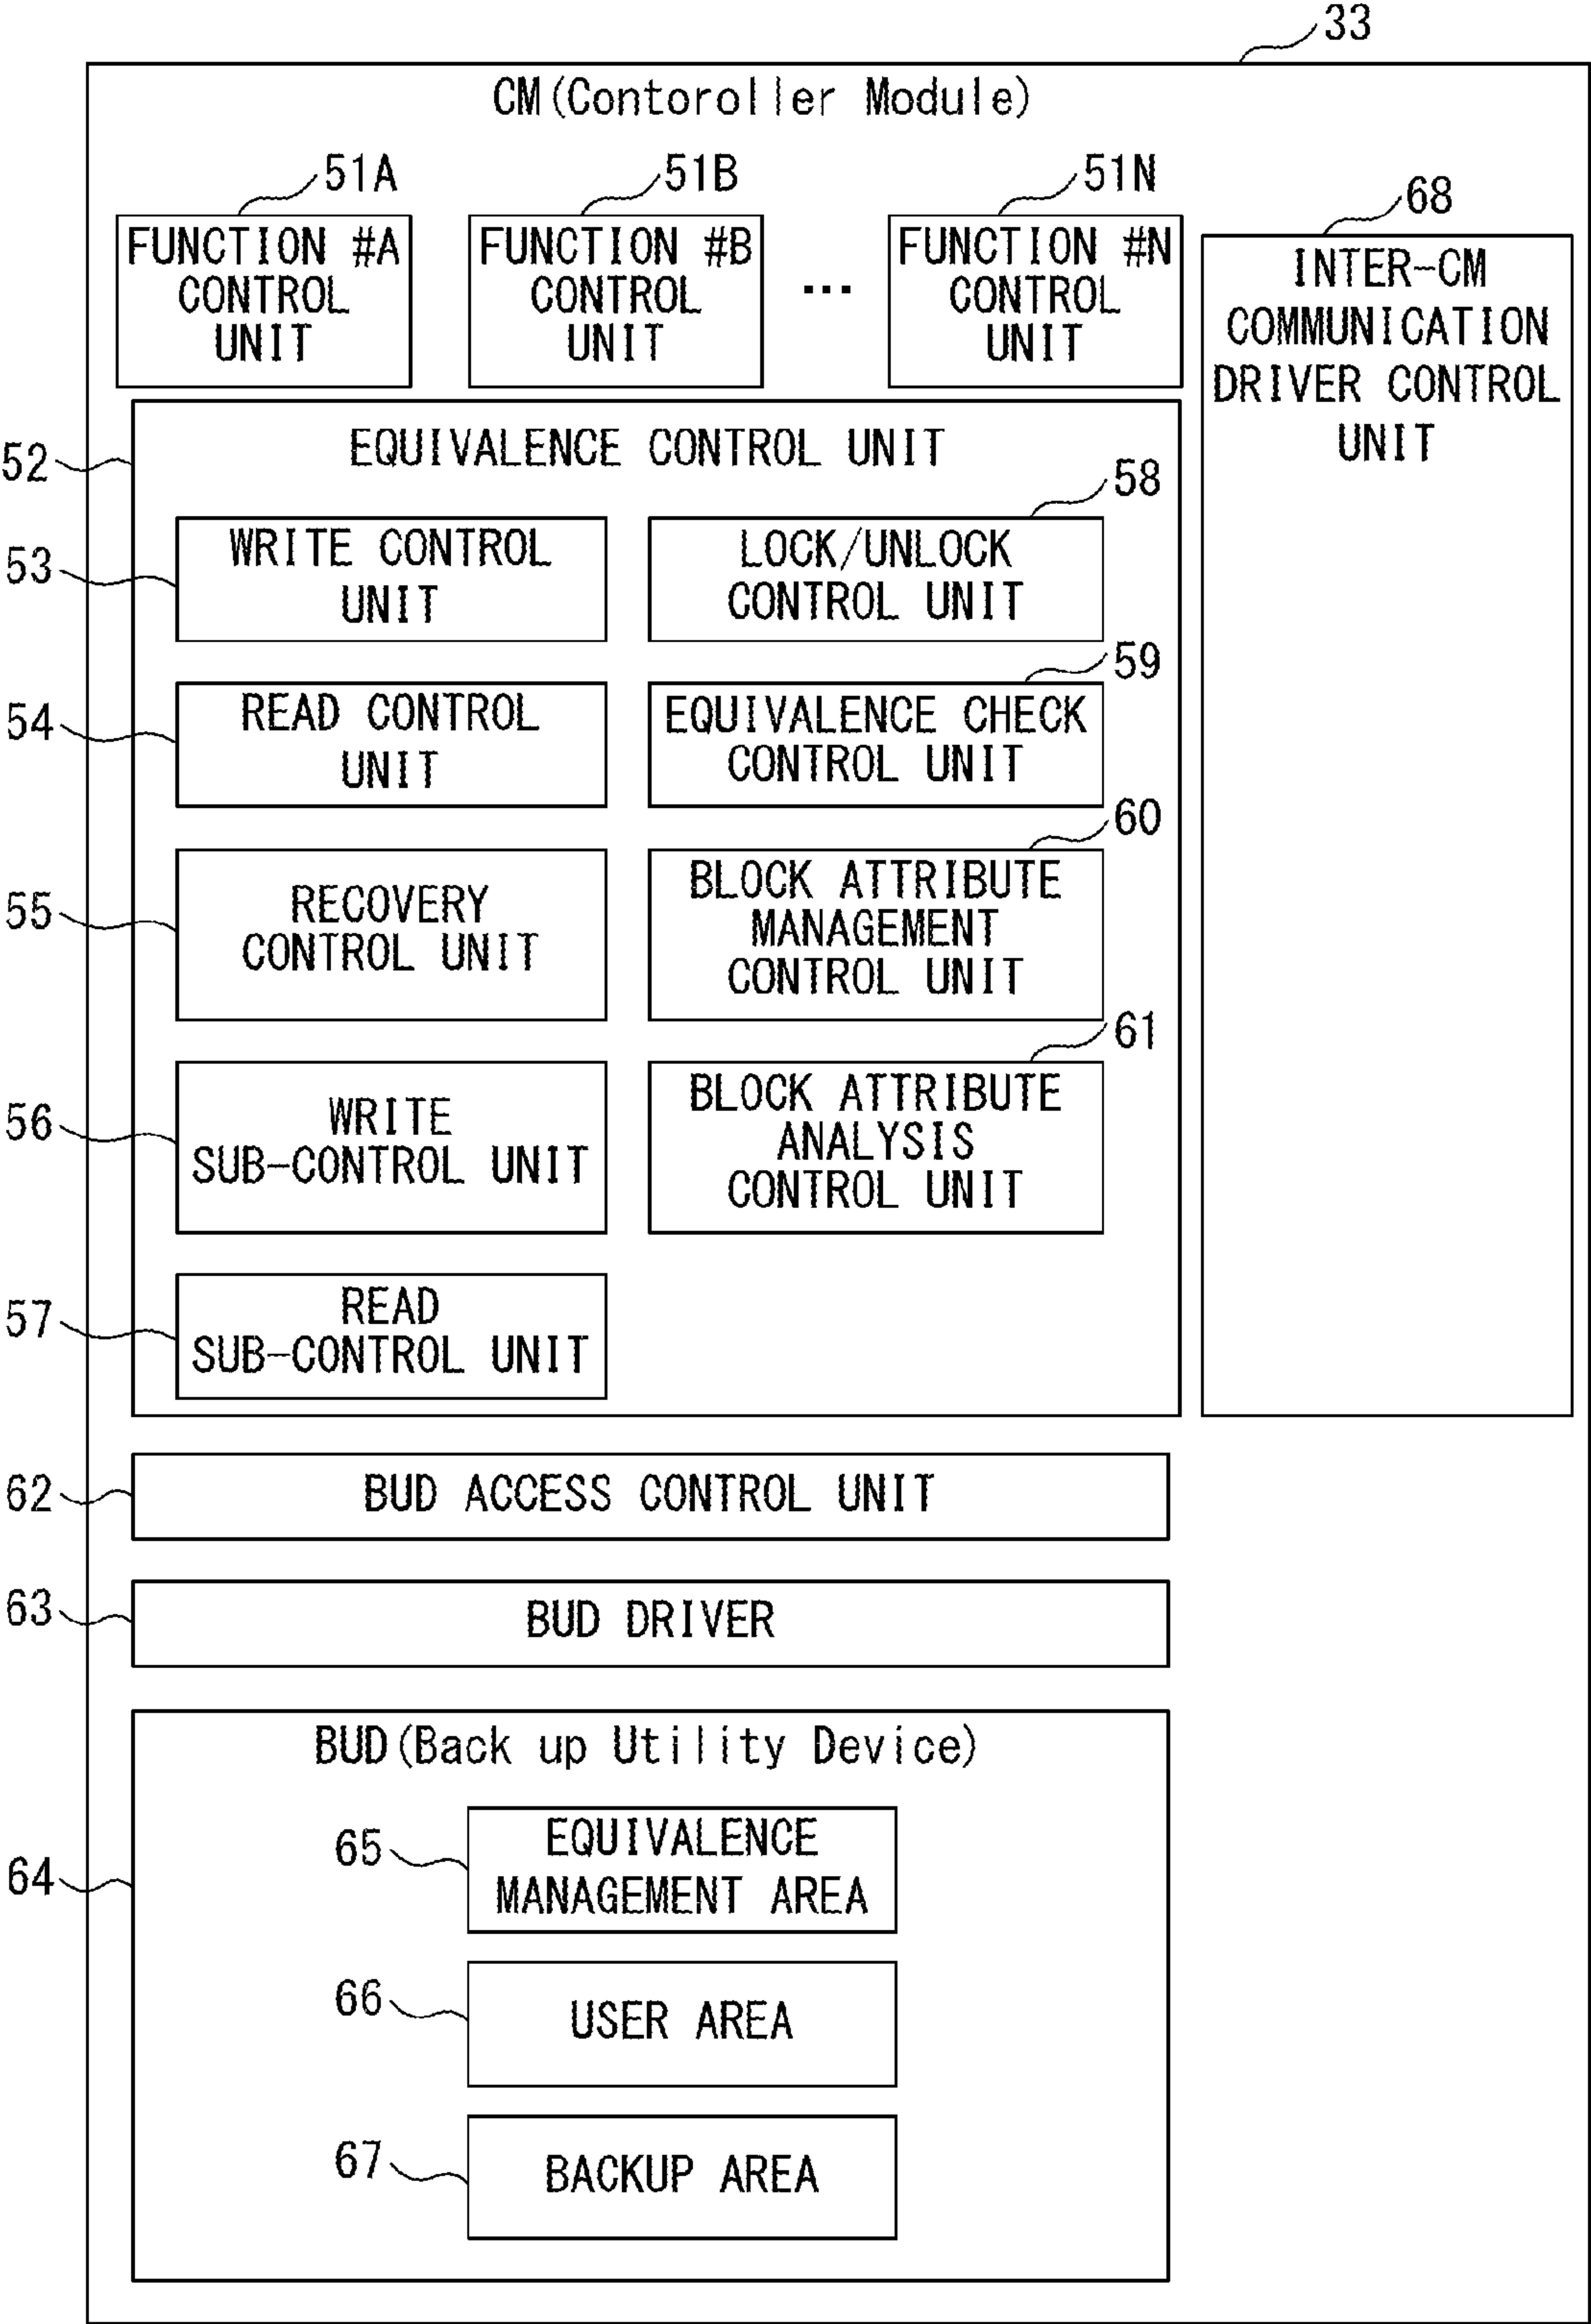 33
CM(Contoroller Module)
51A
51B
51N
68
FUNCTION #A
CONTROL
UNIT
FUNCTION #B
CONTROL
UNIT
...
FUNCTION #N
CONTROL
UNIT
INTER-CM
COMMUNICATION
DRIVER CONTROL
UNIT
52
EQUIVALENCE CONTROL UNIT
53
WRITE CONTROL
UNIT
58
LOCK/UNLOCK
CONTROL UNIT
54
READ CONTROL
UNIT
59
EQUIVALENCE CHECK
CONTROL UNIT
55
RECOVERY
CONTROL UNIT
60
BLOCK ATTRIBUTE
MANAGEMENT
CONTROL UNIT
56
WRITE
SUB-CONTROL UNIT
61
BLOCK ATTRIBUTE
ANALYSIS
CONTROL UNIT
57
READ
SUB-CONTROL UNIT
62
BUD ACCESS CONTROL UNIT
63
BUD DRIVER
64
BUD(Back up Utility Device)
65
EQUIVALENCE
MANAGEMENT AREA
66
USER AREA
67
BACKUP AREA